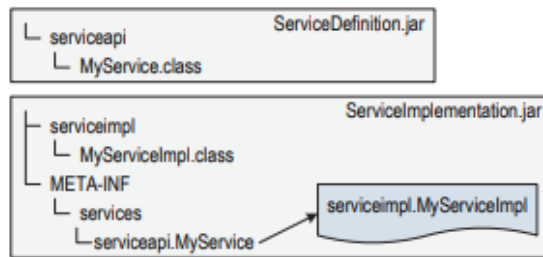 ServiceDefinition.jar
serviceapi
MyService.class
ServiceImplementation.jar
serviceimpl
MyServiceImpl.class
META-INF
services
serviceapi.MyService
serviceimpl.MyServiceImpl